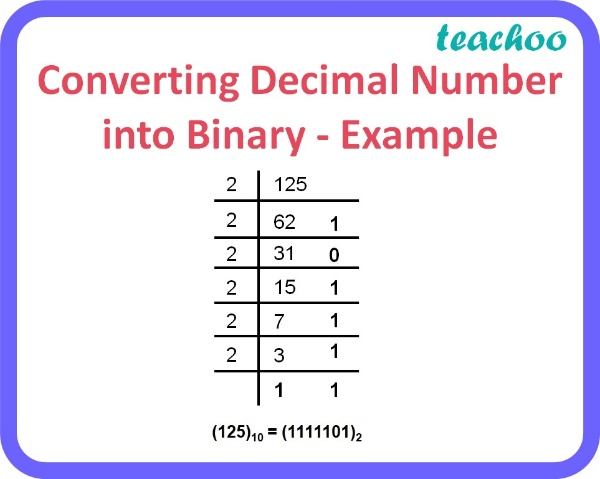 teachoo
Converting Decimal Number
into Binary - Example
2 125
2 62 1
2 31 0
2 15 1
2 7 1
2 3 1
1 1
(125)₁₀ = (1111101)₂